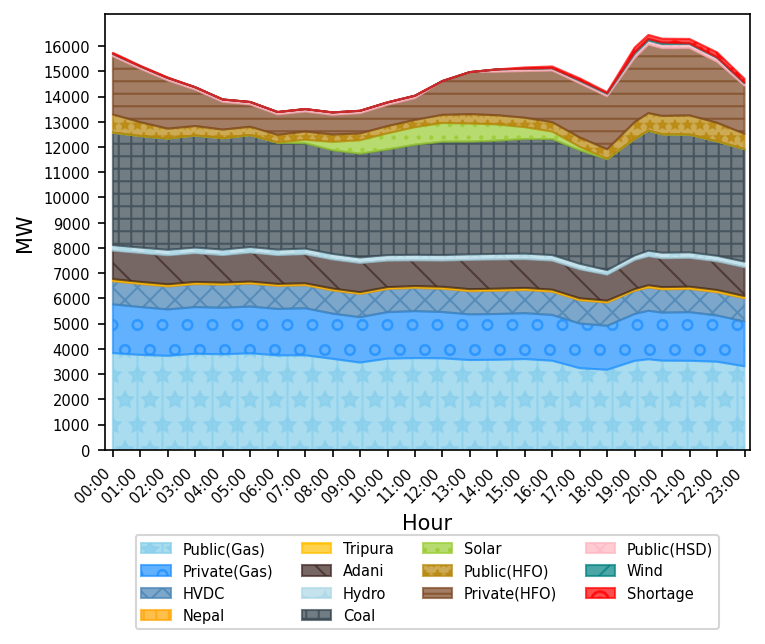 16000
15000
14000
13000
12000
11000
10000
9000
8000
7000
6000
5000
4000
3000
2000
1000
0
MW
00:00 01:00 02:00 03:00 04:00 05:00 06:00 07:00 08:00 09:00 10:00 11:00 12:00 13:00 14:00 15:00 16:00 17:00 18:00 19:00 20:00 21:00 22:00 23:00
Hour
Public(Gas) Tripura Solar Public(HSD)
Private(Gas) Adani Public(HFO) Wind
HVDC Hydro Private(HFO) Shortage
Nepal Coal